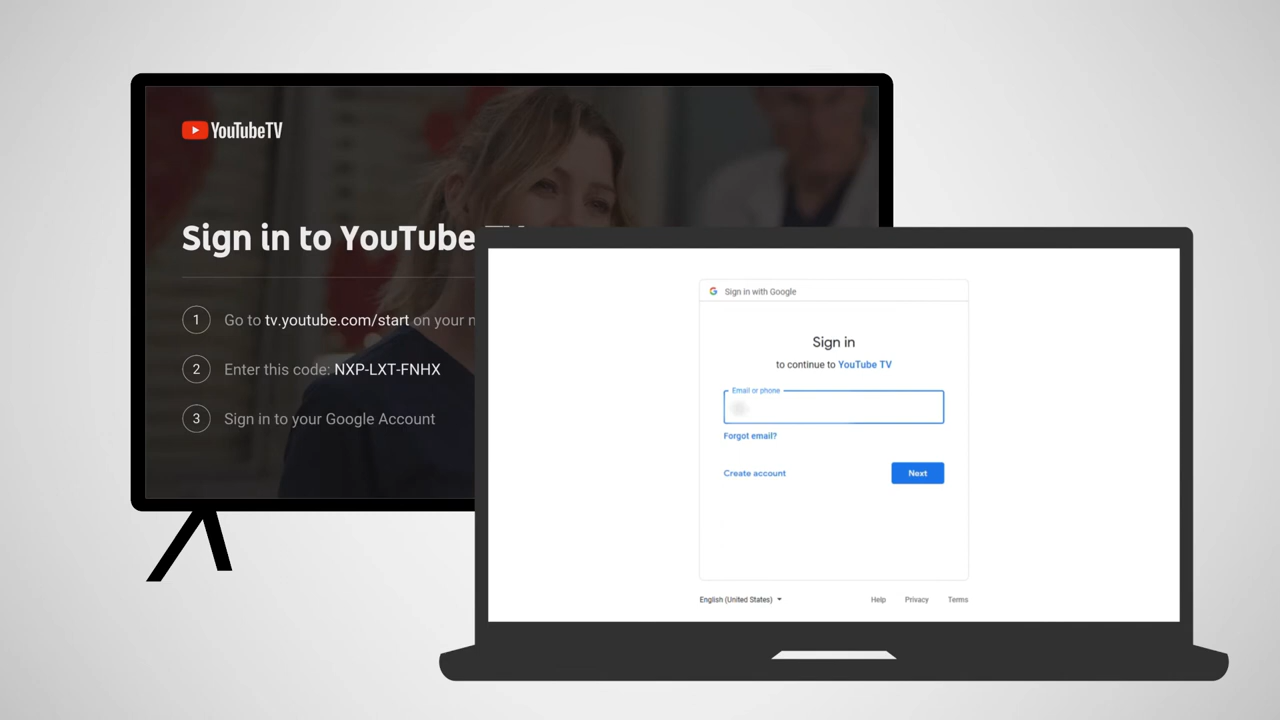 YouTubeTV
Sign in to YouTube
1 Go to tv.youtube.com/start on your
2 Enter this code: NXP-LXT-FNHX
3 Sign in to your Google Account
Sign in with Google
Sign in
to continue to YouTube TV
Email or phone
Forgot email?
Create account
Next
English (United States)
Help Privacy Terms